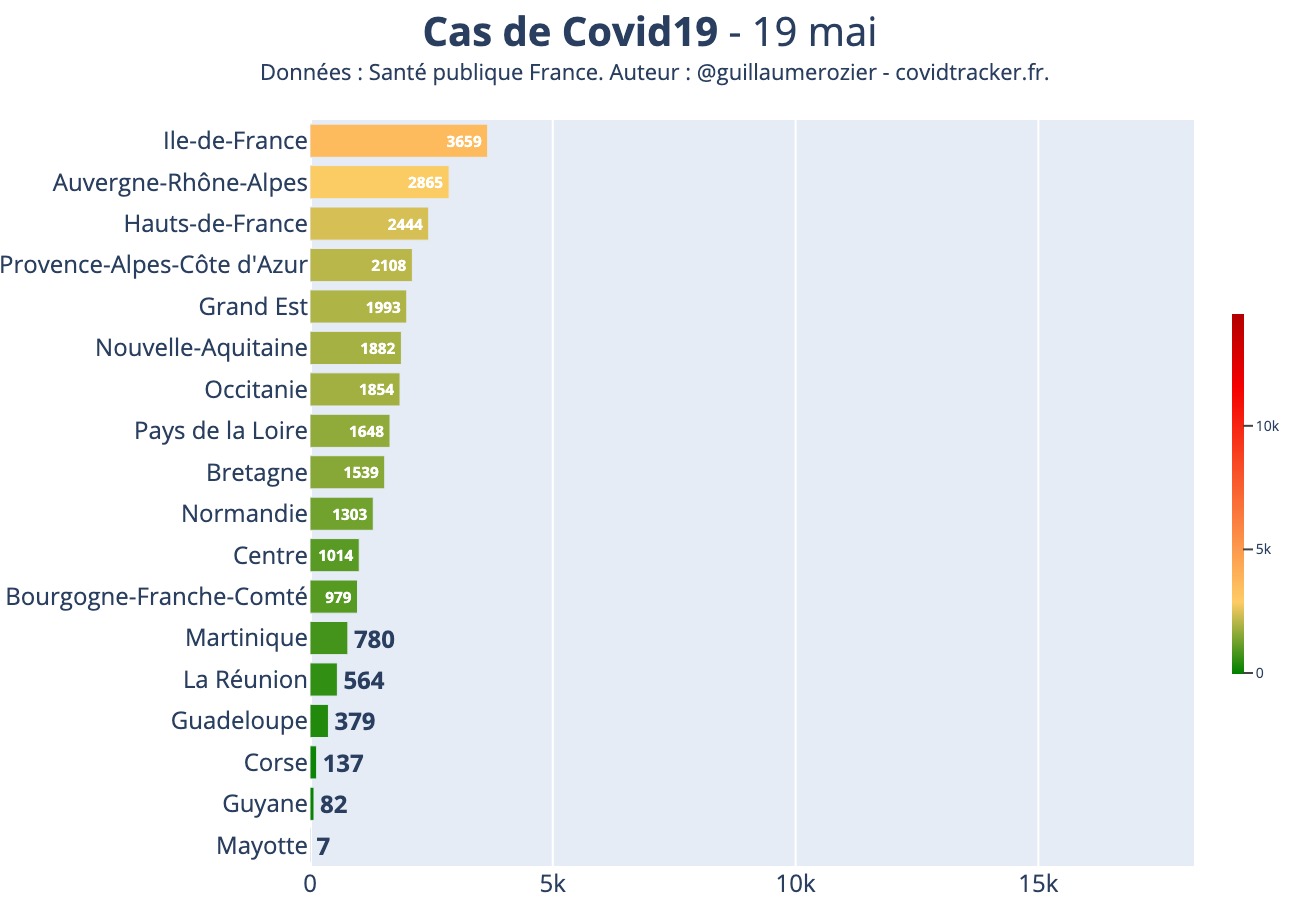 Cas de Covid19 - 19 mai
Données : Santé publique France. Auteur : @guillaumerozier - covidtracker.fr.
Ile-de-France 3659
Auvergne-Rhône-Alpes 2865
Hauts-de-France 2444
Provence-Alpes-Côte d'Azur 2108
Grand Est 1993
Nouvelle-Aquitaine 1882
Occitanie 1854
Pays de la Loire 1648
Bretagne 1539
Normandie 1303
Centre 1014
Bourgogne-Franche-Comté 979
Martinique 780
La Réunion 564
Guadeloupe 379
Corse 137
Guyane 82
Mayotte 7
0 5k 10k 15k
10k
5k
0